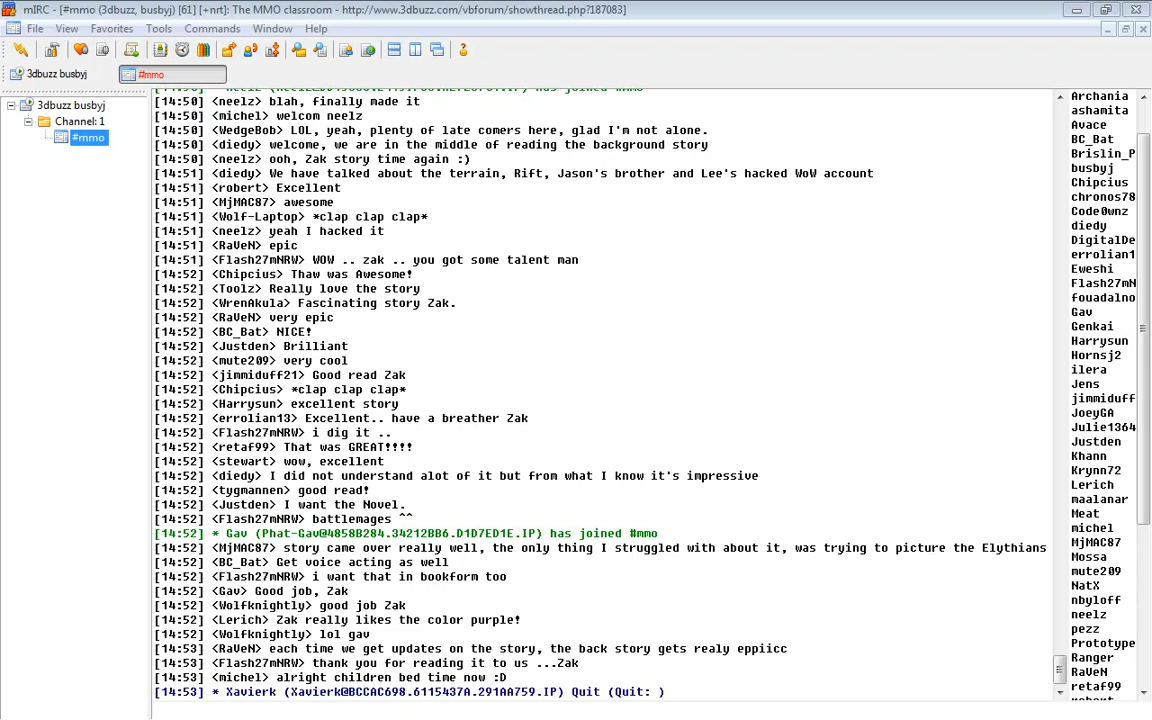 mIRC - [#mmo (3dbuzz, busbyj) [61] [+nrt]: The MMO classroom - http://www.3dbuzz.com/vbforum/showthread.php?187083]
File View Favorites Tools Commands Window Help
3dbuzz busbyj #mmo
3dbuzz busbyj
Channel: 1
#mmo
[14:50] <neelz> blah, finally made it
[14:50] <michel> welcom neelz
[14:50] <WedgeBob> LOL, yeah, plenty of late comers here, glad I'm not alone.
[14:50] <diedy> welcome, we are in the middle of reading the background story
[14:50] <neelz> ooh, Zak story time again :)
[14:51] <diedy> We have talked about the terrain, Rift, Jason's brother and Lee's hacked WoW account
[14:51] <robert> Excellent
[14:51] <MjMAC87> awesome
[14:51] <Wolf-Laptop> *clap clap clap*
[14:51] <neelz> yeah I hacked it
[14:51] <RaVeN> epic
[14:51] <Flash27mNRW> WOW .. zak .. you got some talent man
[14:52] <Chipcius> Thaw was Awesome!
[14:52] <Toolz> Really love the story
[14:52] <WrenAkula> Fascinating story Zak.
[14:52] <RaVeN> very epic
[14:52] <BC_Bat> NICE!
[14:52] <Justden> Brilliant
[14:52] <mute209> very cool
[14:52] <jimmiduff21> Good read Zak
[14:52] <Chipcius> *clap clap clap*
[14:52] <Harrysun> excellent story
[14:52] <errolian13> Excellent.. have a breather Zak
[14:52] <Flash27mNRW> i dig it ..
[14:52] <retaf99> That was GREAT!!!!
[14:52] <stewart> wow, excellent
[14:52] <diedy> I did not understand alot of it but from what I know it's impressive
[14:52] <tygmannen> good read!
[14:52] <Justden> I want the Novel.
[14:52] <Flash27mNRW> battlemages ^^
[14:52] * Gav (Phat-Gav@4858B284.34212BB6.D1D7ED1E.IP) has joined #mmo
[14:52] <MjMAC87> story came over really well, the only thing I struggled with about it, was trying to picture the Elythians
[14:52] <BC_Bat> Get voice acting as well
[14:52] <Flash27mNRW> i want that in bookform too
[14:52] <Gav> Good job, Zak
[14:52] <Wolfknightly> good job Zak
[14:52] <Lerich> Zak really likes the color purple!
[14:52] <Wolfknightly> lol gav
[14:53] <RaVeN> each time we get updates on the story, the back story gets realy eppiicc
[14:53] <Flash27mNRW> thank you for reading it to us ...Zak
[14:53] <michel> alright children bed time now :D
[14:53] * Xavierk (Xavierk@BCCAC698.6115437A.291AA759.IP) Quit (Quit: )
Archania
ashamita
Avace
BC_Bat
Brislin_P
busbyj
Chipcius
chronos78
Code0wnz
diedy
DigitalDe
errolian1
Eweshi
Flash27mN
fouadalno
Gav
Genkai
Harrysun
Hornsj2
ilera
Jens
jimmiduff
JoeyGA
Julie1364
Justden
Khann
Krynn72
Lerich
maalanar
Meat
michel
MjMAC87
Mossa
mute209
NatX
nbyloff
neelz
pezz
Prototype
Ranger
RaVeN
retaf99